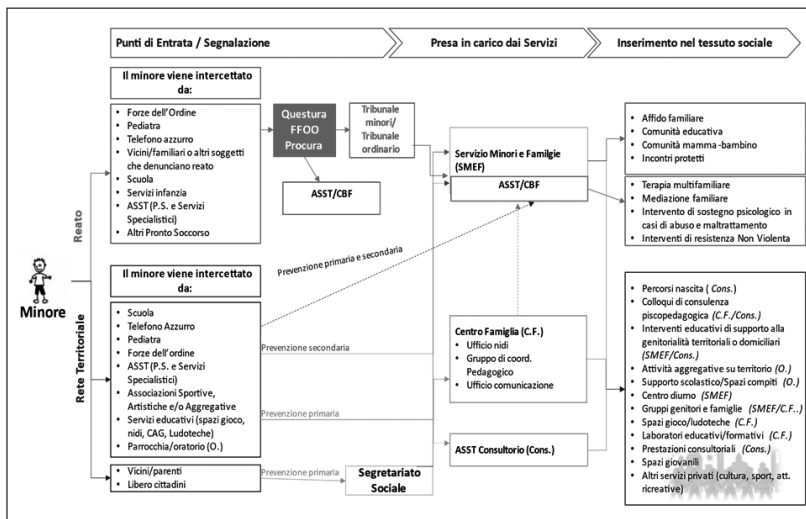 Punti di Entrata / Segnalazione
Presa in carico dai Servizi
Inserimento nel tessuto sociale
Il minore viene intercettato
da:
• Forze dell'Ordine
• Pediatra
• Telefono azzurro
• Vicini/familiari o altri soggetti
che denunciano reato
• Scuola
• Servizi infanzia
• ASST (P.S. e Servizi
Specialistici)
• Altri Pronto Soccorso
Reato
Questura
FFOO
Procura
Tribunale
minori/
Tribunale
ordinario
ASST/CBF
Servizio Minori e Familgie
(SMEF)
ASST/CBF
• Affido familiare
• Comunità educativa
• Comunità mamma -bambino
• Incontri protetti
• Terapia multifamiliare
• Mediazione familiare
• Intervento di sostegno psicologico in
casi di abuso e maltrattamento
• Interventi di resistenza Non Violenta
Minore
Prevenzione primaria e secondaria
Il minore viene intercettato
da:
• Scuola
• Telefono Azzurro
• Pediatra
• Forze dell'ordine
• ASST (P.S. e Servizi
Specialistici)
• Associazioni Sportive,
Artistiche e/o Aggregative
• Servizi educativi (spazi gioco,
nidi, CAG, Ludoteche)
• Parrocchia/oratorio (O.)
Rete Territoriale
• Vicini/parenti
• Libero cittadini
Prevenzione secondaria
Prevenzione primaria
Prevenzione primaria
Segretariato
Sociale
Centro Famiglia (C.F.)
• Ufficio nidi
• Gruppo di coord.
Pedagogico
• Ufficio comunicazione
ASST Consultorio (Cons.)
• Percorsi nascita ( Cons.)
• Colloqui di consulenza
piscopedagogica (C.F./Cons.)
• Interventi educativi di supporto alla
genitorialità territoriali o domiciliari
(SMEF/Cons.)
• Attività aggregative su territorio (O.)
• Supporto scolastico/Spazi compiti (O.)
• Centro diurno (SMEF)
• Gruppi genitori e famiglie (SMEF/C.F..)
• Spazi gioco/ludoteche (C.F.)
• Laboratori educativi/formativi (C.F.)
• Prestazioni consultoriali (Cons.)
• Spazi giovanili
• Altri servizi privati (cultura, sport, att.
ricreative)